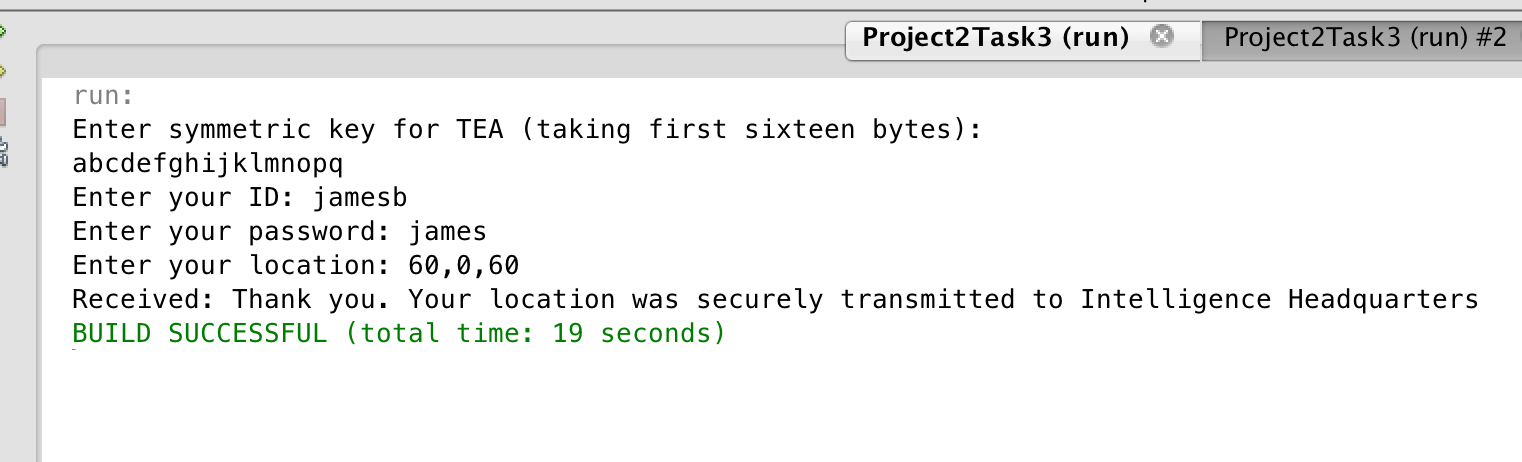 Project2Task3 (run) Project2Task3 (run) #2
run:
Enter symmetric key for TEA (taking first sixteen bytes):
abcdefghijklmnopq
Enter your ID: jamesb
Enter your password: james
Enter your location: 60,0,60
Received: Thank you. Your location was securely transmitted to Intelligence Headquarters
BUILD SUCCESSFUL (total time: 19 seconds)